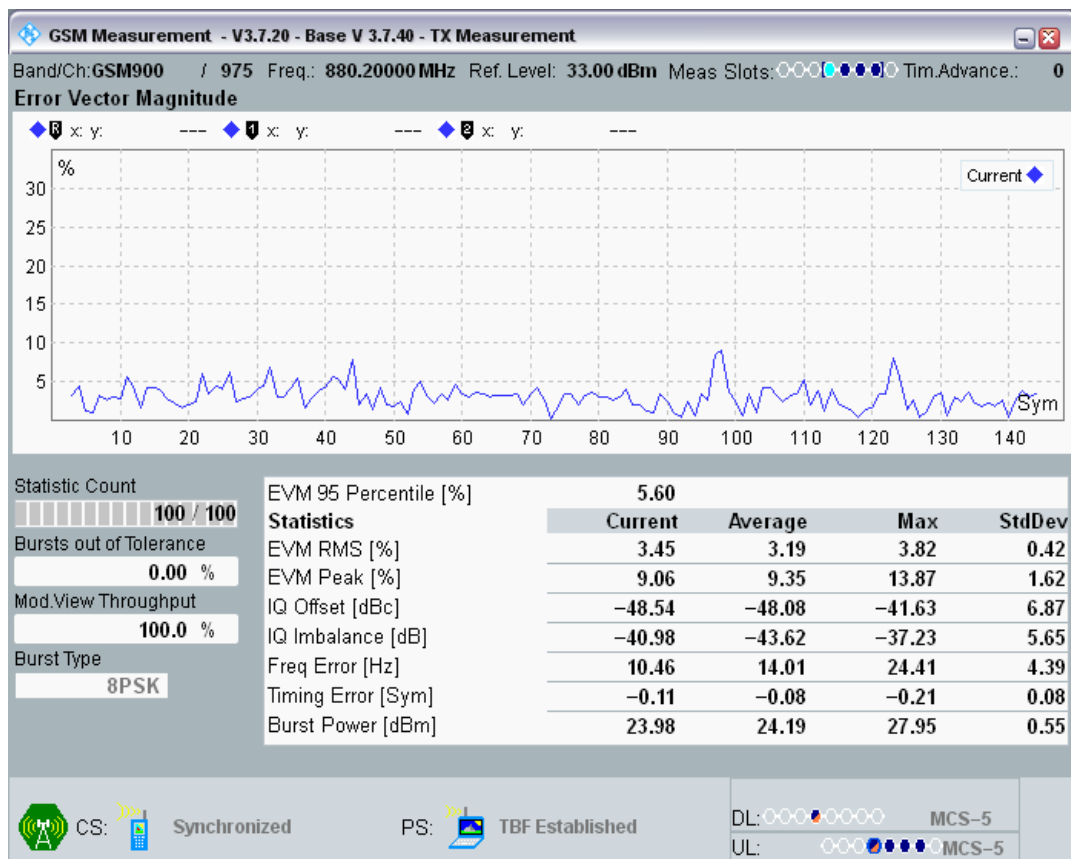 GSM Measurement - V3.7.20 - Base V 3.7.40 - TX Measurement
Band/Ch:GSM900 / 975 Freq.: 880.20000 MHz Ref. Level: 33.00 dBm Meas Slots: Tim.Advance.: 0
Error Vector Magnitude
R x: y: --- 1 x: y: --- 2 x: y: ---
%
Current
30
25
20
15
10
5
Sym
10 20 30 40 50 60 70 80 90 100 110 120 130 140
Statistic Count
100 / 100
Bursts out of Tolerance
0.00 %
Mod.View Throughput
100.0 %
Burst Type
8PSK
EVM 95 Percentile [%] 5.60
Statistics Current Average Max StdDev
EVM RMS [%] 3.45 3.19 3.82 0.42
EVM Peak [%] 9.06 9.35 13.87 1.62
IQ Offset [dBc] −48.54 −48.08 −41.63 6.87
IQ Imbalance [dB] −40.98 −43.62 −37.23 5.65
Freq Error [Hz] 10.46 14.01 24.41 4.39
Timing Error [Sym] −0.11 −0.08 −0.21 0.08
Burst Power [dBm] 23.98 24.19 27.95 0.55
CS: Synchronized PS: TBF Established
DL: MCS−5
UL: MCS−5